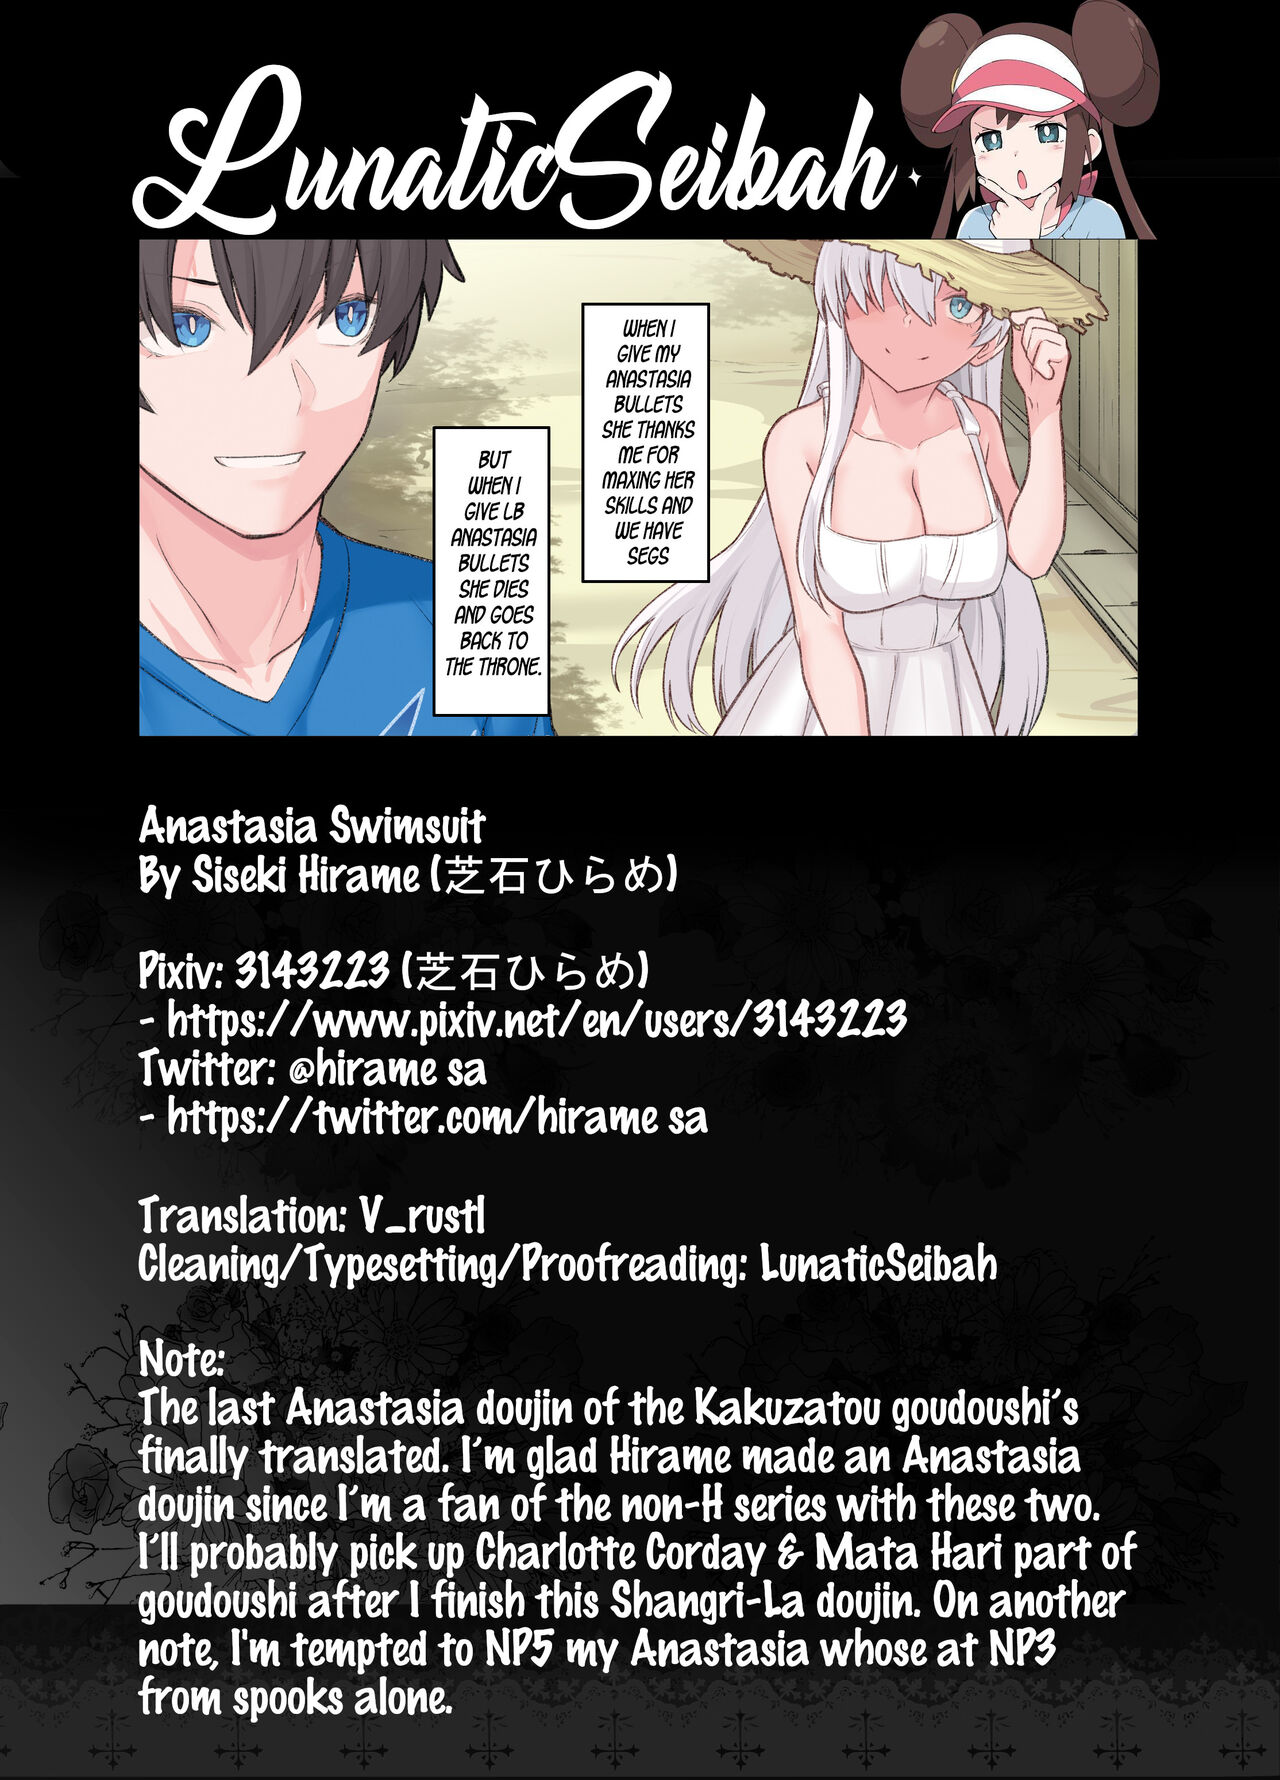 LunaticSeibah
WHEN I
GIVE MY
ANASTASIA
BULLETS
SHE THANKS
ME FOR
MAXING HER
SKILLS AND
WE HAVE
SEGS
BUT
WHEN I
GIVE LB
ANASTASIA
BULLETS
SHE DIES
AND GOES
BACK TO
THE THRONE.
Anastasia Swimsuit
By Siseki Hirame (芝石ひらめ)
Pixiv: 3143223 (芝石ひらめ)
- https://www.pixiv.net/en/users/3143223
Twitter: @hirame sa
- https://twitter.com/hirame sa
Translation: V_rustl
Cleaning/Typesetting/Proofreading: LunaticSeibah
Note:
The last Anastasia doujin of the Kakuzatou goudoushi's
finally translated. I'm glad Hirame made an Anastasia
doujin since I'm a fan of the non-H series with these two.
I'll probably pick up Charlotte Corday & Mata Hari part of
goudoushi after I finish this Shangri-La doujin. On another
note, I'm tempted to NP5 my Anastasia whose at NP3
from spooks alone.